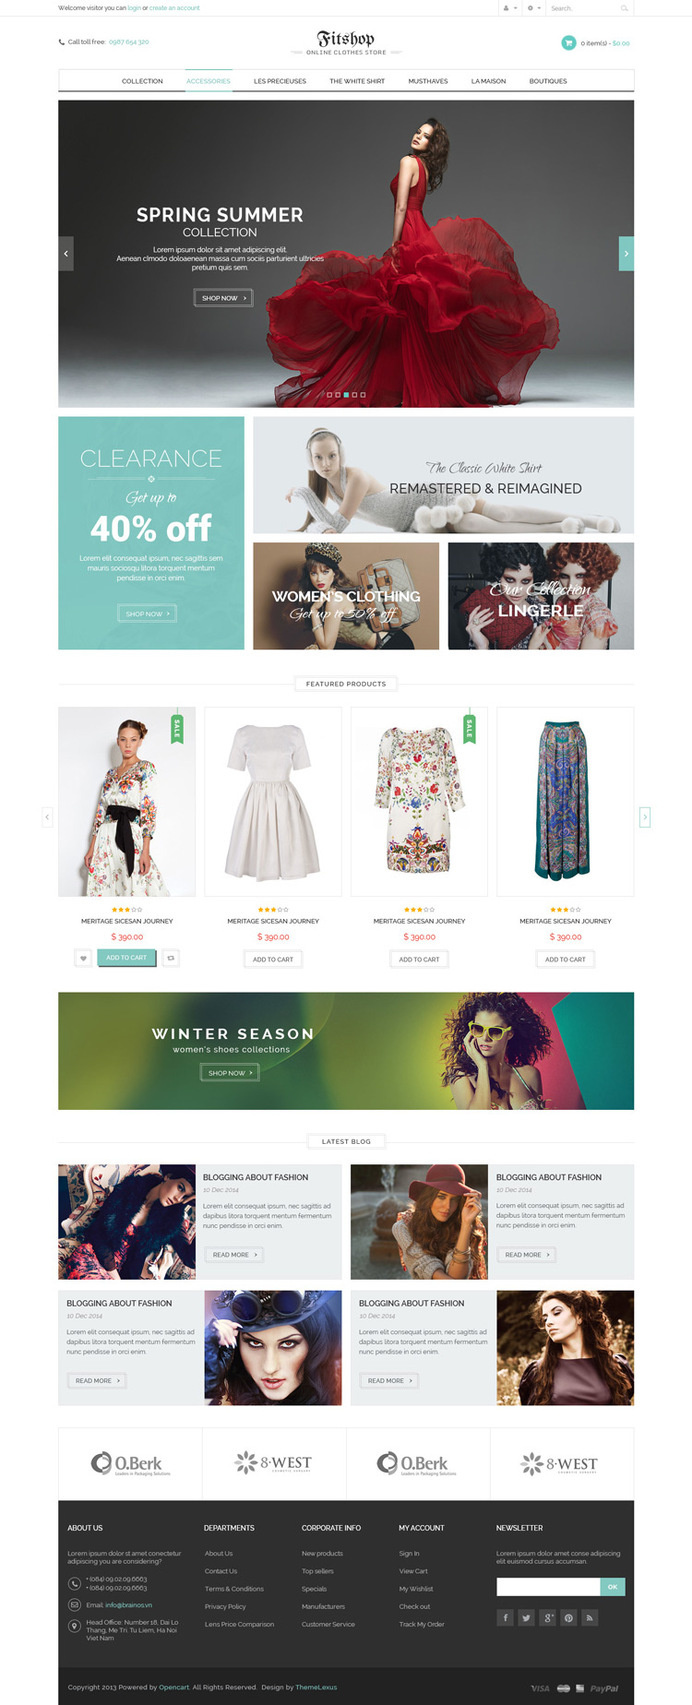 Welcome visitor you can login or create an account
Search..
Call toll free: 0987 654 320
Fitshop
ONLINE CLOTHES STORE
0 item(s) - $0.00
COLLECTION ACCESSORIES LES PRECIEUSES THE WHITE SHIRT MUSTHAVES LA MAISON BOUTIQUES
SPRING SUMMER
COLLECTION
Lorem ipsum dolor sit amet adipiscing elit.
Aenean clmodo doloaenean massa cum sociis parturient ultricies
pretium quis sem.
SHOP NOW
CLEARANCE
Get up to
40% off
Lorem elit consequat ipsum, nec sagittis sem
mauris sociosqu litora torquent mertum
pendisse in orci enim.
SHOP NOW
The Classic White Shirt
REMASTERED & REIMAGINED
WOMEN'S CLOTHING
Get up to 50% off
Our Collection
LINGERLE
FEATURED PRODUCTS
SALE
SALE
MERITAGE SICESAN JOURNEY
$ 390.00
ADD TO CART
MERITAGE SICESAN JOURNEY
$ 390.00
ADD TO CART
MERITAGE SICESAN JOURNEY
$ 390.00
ADD TO CART
MERITAGE SICESAN JOURNEY
$ 390.00
ADD TO CART
WINTER SEASON
women's shoes collections
SHOP NOW
LATEST BLOG
BLOGGING ABOUT FASHION
10 Dec 2014
Lorem elit consequat ipsum, nec sagittis ad
dapibus litora torquent mentum fermentum
nunc pendisse in orci enim.
READ MORE
BLOGGING ABOUT FASHION
10 Dec 2014
Lorem elit consequat ipsum, nec sagittis ad
dapibus litora torquent mentum fermentum
nunc pendisse in orci enim.
READ MORE
BLOGGING ABOUT FASHION
10 Dec 2014
Lorem elit consequat ipsum, nec sagittis ad
dapibus litora torquent mentum fermentum
nunc pendisse in orci enim.
READ MORE
BLOGGING ABOUT FASHION
10 Dec 2014
Lorem elit consequat ipsum, nec sagittis ad
dapibus litora torquent mentum fermentum
nunc pendisse in orci enim.
READ MORE
O.Berk
Leaders in Packaging Solutions
8·WEST
COSMETIC SURGERY
O.Berk
Leaders in Packaging Solutions
8·WEST
COSMETIC SURGERY
ABOUT US
Lorem ipsum dolor st amet conectetur
adipiscing you are considering?
+ (084) 09.02.09.6663
+ (084) 09.02.09.6663
Email: info@brainos.vn
Head Office: Number 18, Dai Lo
Thang, Me Tri. Tu Liem, Ha Noi
Viet Nam
DEPARTMENTS
About Us
Contact Us
Terms & Conditions
Privacy Policy
Lens Price Comparison
CORPORATE INFO
New products
Top sellers
Specials
Manufacturers
Customer Service
MY ACCOUNT
Sign In
View Cart
My Wishlist
Check out
Track My Order
NEWSLETTER
Lorem ipsum dolor amet conse adipiscing
elit euismod cursus accumsan.
OK
Copyright 2013 Powered by Opencart. All Rights Reserved. Design by ThemeLexus
VISA PayPal